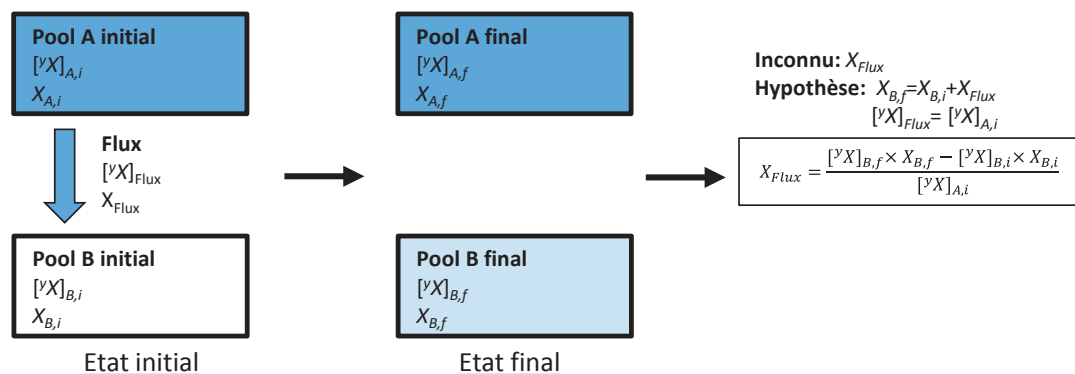 Pool A initial
[ʸX]A,i
XA,i
Flux
[ʸX]Flux
XFlux
Pool B initial
[ʸX]B,i
XB,i
Etat initial
Pool A final
[ʸX]A,f
XA,f
Pool B final
[ʸX]B,f
XB,f
Etat final
Inconnu: XFlux
Hypothèse: XB,f=XB,i+XFlux
[ʸX]Flux= [ʸX]A,i
XFlux = [ʸX]B,f × XB,f − [ʸX]B,i × XB,i
[ʸX]A,i